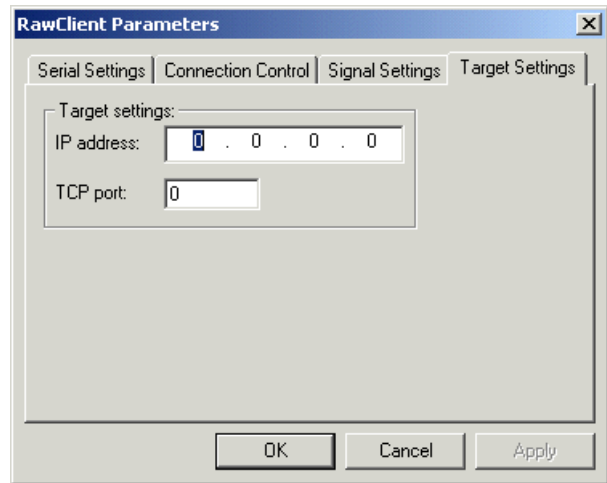 RawClient Parameters
Serial Settings Connection Control Signal Settings Target Settings
Target settings:
IP address: 0 . 0 . 0 . 0
TCP port: 0
OK Cancel Apply